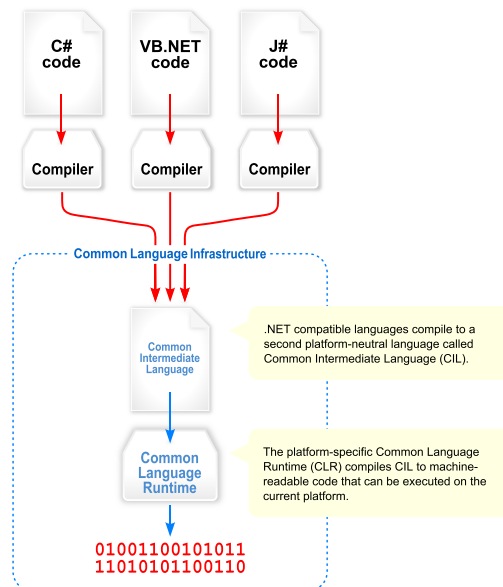 C#
code
VB.NET
code
J#
code
Compiler
Compiler
Compiler
Common Language Infrastructure
Common
Intermediate
Language
.NET compatible languages compile to a
second platform-neutral language called
Common Intermediate Language (CIL).
Common
Language
Runtime
The platform-specific Common Language
Runtime (CLR) compiles CIL to machine-
readable code that can be executed on the
current platform.
01001100101011
11010101100110